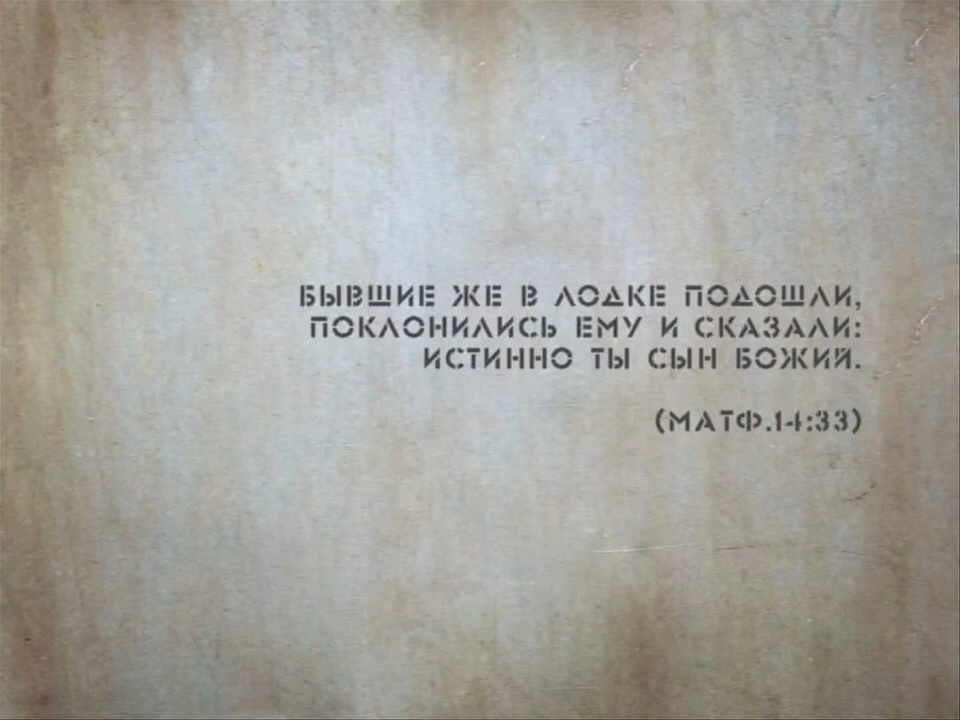 БЫВШИЕ ЖЕ В ЛОДКЕ ПОДОШЛИ,
ПОКЛОНИЛИСЬ ЕМУ И СКАЗАЛИ:
ИСТИННО ТЫ СЫН БОЖИЙ.
(МАТФ.14:33)